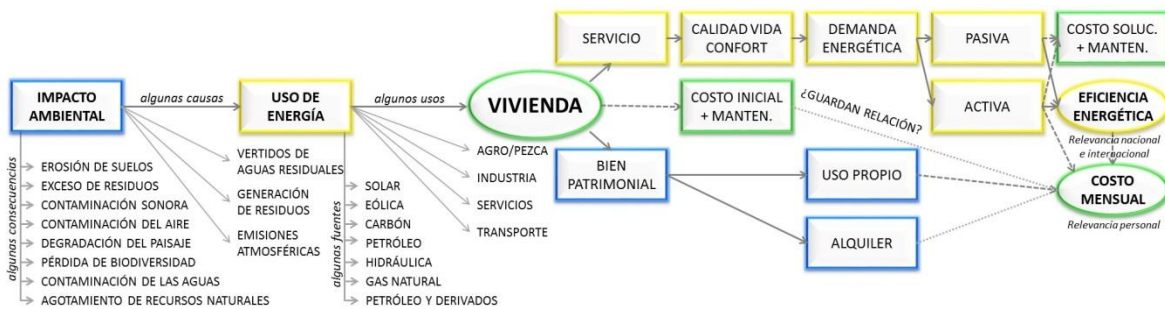 IMPACTO
AMBIENTAL
algunas causas
algunas consecuencias
EROSIÓN DE SUELOS
EXCESO DE RESIDUOS
CONTAMINACIÓN SONORA
CONTAMINACIÓN DEL AIRE
DEGRADACIÓN DEL PAISAJE
PÉRDIDA DE BIODIVERSIDAD
CONTAMINACIÓN DE LAS AGUAS
AGOTAMIENTO DE RECURSOS NATURALES
VERTIDOS DE
AGUAS RESIDUALES
GENERACIÓN
DE RESIDUOS
EMISIONES
ATMOSFÉRICAS
USO DE
ENERGÍA
algunos usos
algunas fuentes
SOLAR
EÓLICA
CARBÓN
PETRÓLEO
HIDRÁULICA
GAS NATURAL
PETRÓLEO Y DERIVADOS
AGRO/PEZCA
INDUSTRIA
SERVICIOS
TRANSPORTE
VIVIENDA
SERVICIO
CALIDAD VIDA
CONFORT
DEMANDA
ENERGÉTICA
PASIVA
ACTIVA
COSTO SOLUC.
+ MANTEN.
COSTO INICIAL
+ MANTEN.
¿GUARDAN RELACIÓN?
EFICIENCIA
ENERGÉTICA
Relevancia nacional
e internacional
BIEN
PATRIMONIAL
USO PROPIO
ALQUILER
COSTO
MENSUAL
Relevancia personal